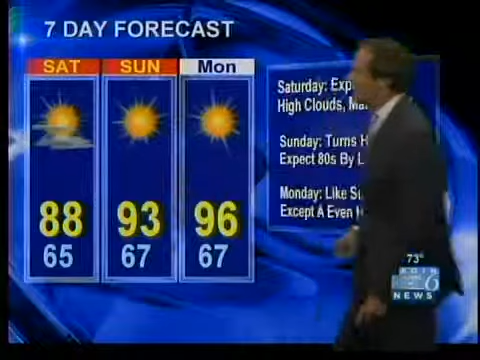 7 DAY FORECAST
SAT
SUN
Mon
88
93
96
65
67
67
Saturday:
High Clouds,
Sunday: Turns
Expect 80s By
Monday: Like
Except A Even
73°
KOIN
6
NEWS